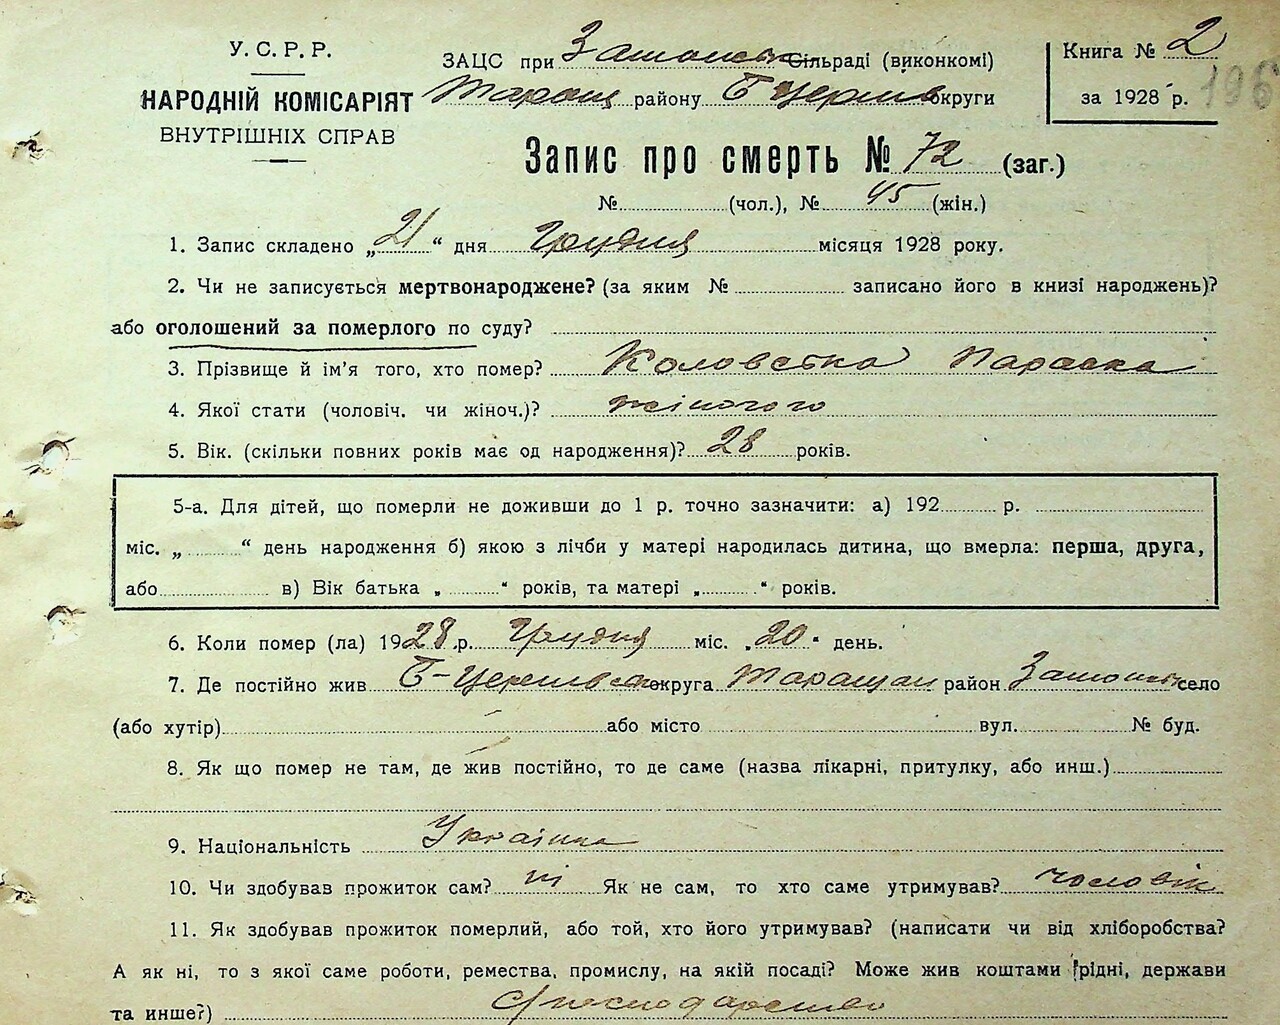 У.С.Р.Р.
НАРОДНІЙ КОМІСАРІЯТ
ВНУТРІШНІХ СПРАВ
ЗАЦС при Сільраді (виконкомі)
Таращ району Б Церків округи
Книга № 2
за 1928 р. 196
Запис про смерть № 72 (заг.)
№ (чол.), № 45 (жін.)
1. Запис складено „21“ дня Грудня місяця 1928 року.
2. Чи не записується мертвонароджене? (за яким № записано його в книзі народжень)?
або оголошений за померлого по суду?
3. Прізвище й ім'я того, хто помер? Параска
4. Якої стати (чоловіч. чи жіноч.)? жіночого
5. Вік. (скільки повних років має од народження)? 28 років.
5-а. Для дітей, що померли не доживши до 1 р. точно зазначити: а) 192 р.
міс. „ “ день народження б) якою з лічби у матері народилась дитина, що вмерла: перша, друга,
або в) Вік батька „ “ років, та матері „ “ років.
6. Коли помер (ла) 1928 р. Грудня міс. „20“ день.
7. Де постійно жив Б-Церківська округа Таращан район село
(або хутір) або місто вул. № буд.
8. Як що помер не там, де жив постійно, то де саме (назва лікарні, притулку, або инш.)
9. Національність Українка
10. Чи здобував прожиток сам? ні Як не сам, то хто саме утримував? чоловік
11. Як здобував прожиток померлий, або той, хто його утримував? (написати чи від хліборобства?
А як ні, то з якої саме роботи, ремества, промислу, на якій посаді? Може жив коштами рідні, держави
та инше?)